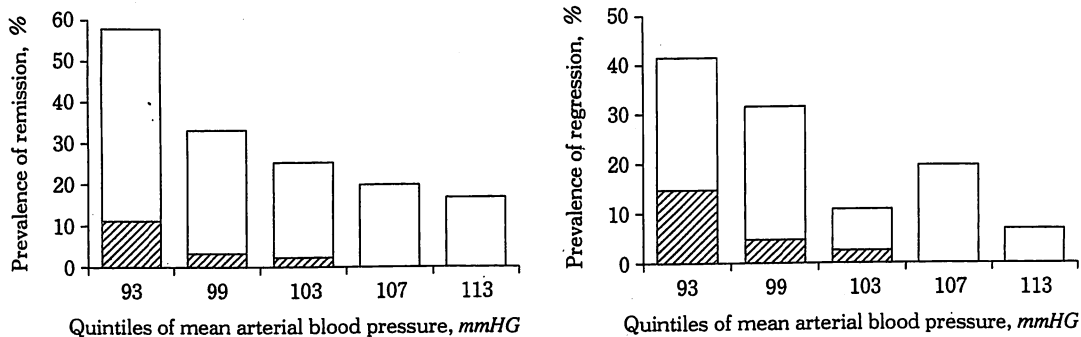 Prevalence of remission, %
60
50
40
30
20
10
0
93 99 103 107 113
Quintiles of mean arterial blood pressure, mmHG
Prevalence of regression, %
50
40
30
20
10
0
93 99 103 107 113
Quintiles of mean arterial blood pressure, mmHG